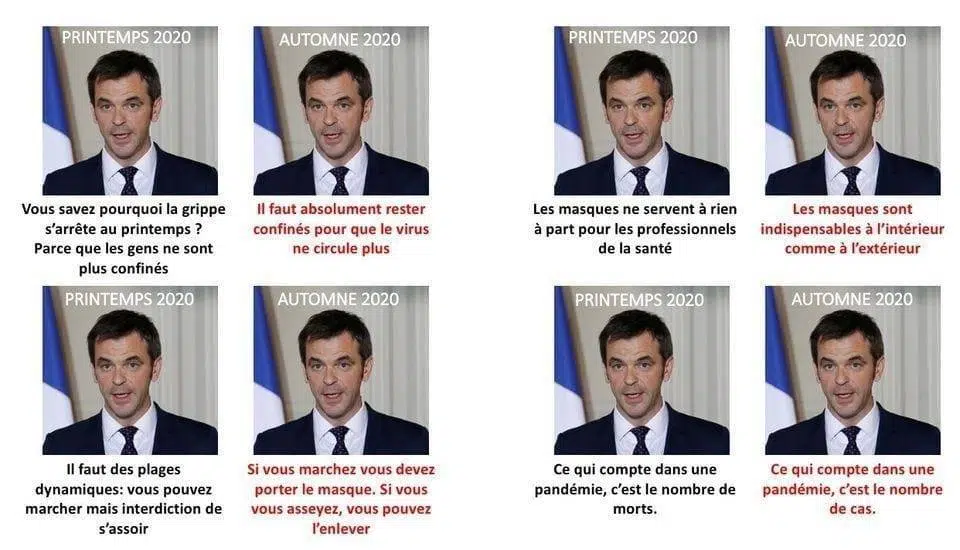 PRINTEMPS 2020
Vous savez pourquoi la grippe
s'arrête au printemps ?
Parce que les gens ne sont
plus confinés
AUTOMNE 2020
Il faut absolument rester
confinés pour que le virus
ne circule plus
PRINTEMPS 2020
Les masques ne servent à rien
à part pour les professionnels
de la santé
AUTOMNE 2020
Les masques sont
indispensables à l'intérieur
comme à l'extérieur
PRINTEMPS 2020
Il faut des plages
dynamiques: vous pouvez
marcher mais interdiction de
s'assoir
AUTOMNE 2020
Si vous marchez vous devez
porter le masque. Si vous
vous asseyez, vous pouvez
l'enlever
PRINTEMPS 2020
Ce qui compte dans une
pandémie, c'est le nombre de
morts.
AUTOMNE 2020
Ce qui compte dans une
pandémie, c'est le nombre
de cas.